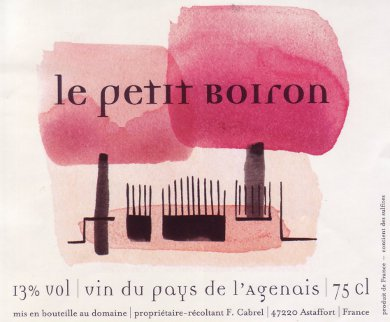 le petit Boiron
13% vol | vin du pays de l'Agenais | 75 cl
mis en bouteille au domaine | propriétaire-récoltant F. Cabrel | 47220 Astaffort | France
produit de France — contient des sulfites